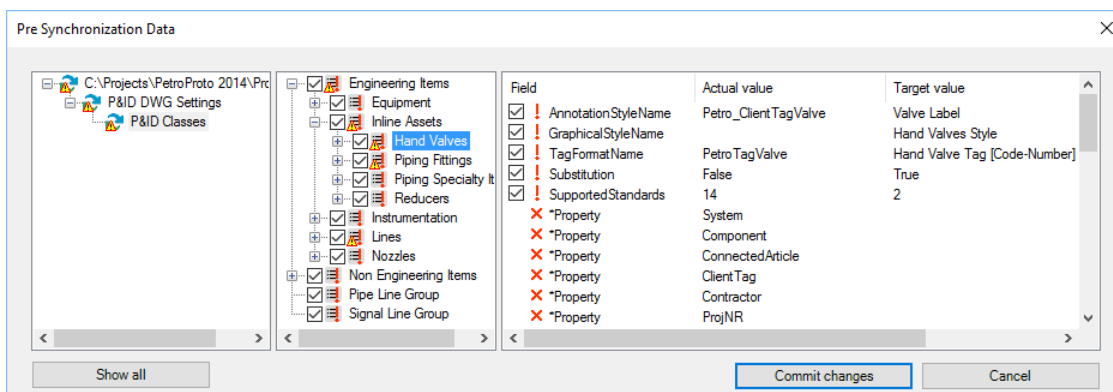 Pre Synchronization Data
C:\Projects\PetroProto 2014\Prc
P&ID DWG Settings
P&ID Classes
Engineering Items
Equipment
Inline Assets
Hand Valves
Piping Fittings
Piping Specialty It
Reducers
Instrumentation
Lines
Nozzles
Non Engineering Items
Pipe Line Group
Signal Line Group
Field Actual value Target value
AnnotationStyleName Petro_ClientTagValve Valve Label
GraphicalStyleName Hand Valves Style
TagFormatName PetroTagValve Hand Valve Tag [Code-Number]
Substitution False True
SupportedStandards 14 2
*Property System
*Property Component
*Property ConnectedArticle
*Property ClientTag
*Property Contractor
*Property ProjNR
Show all Commit changes Cancel